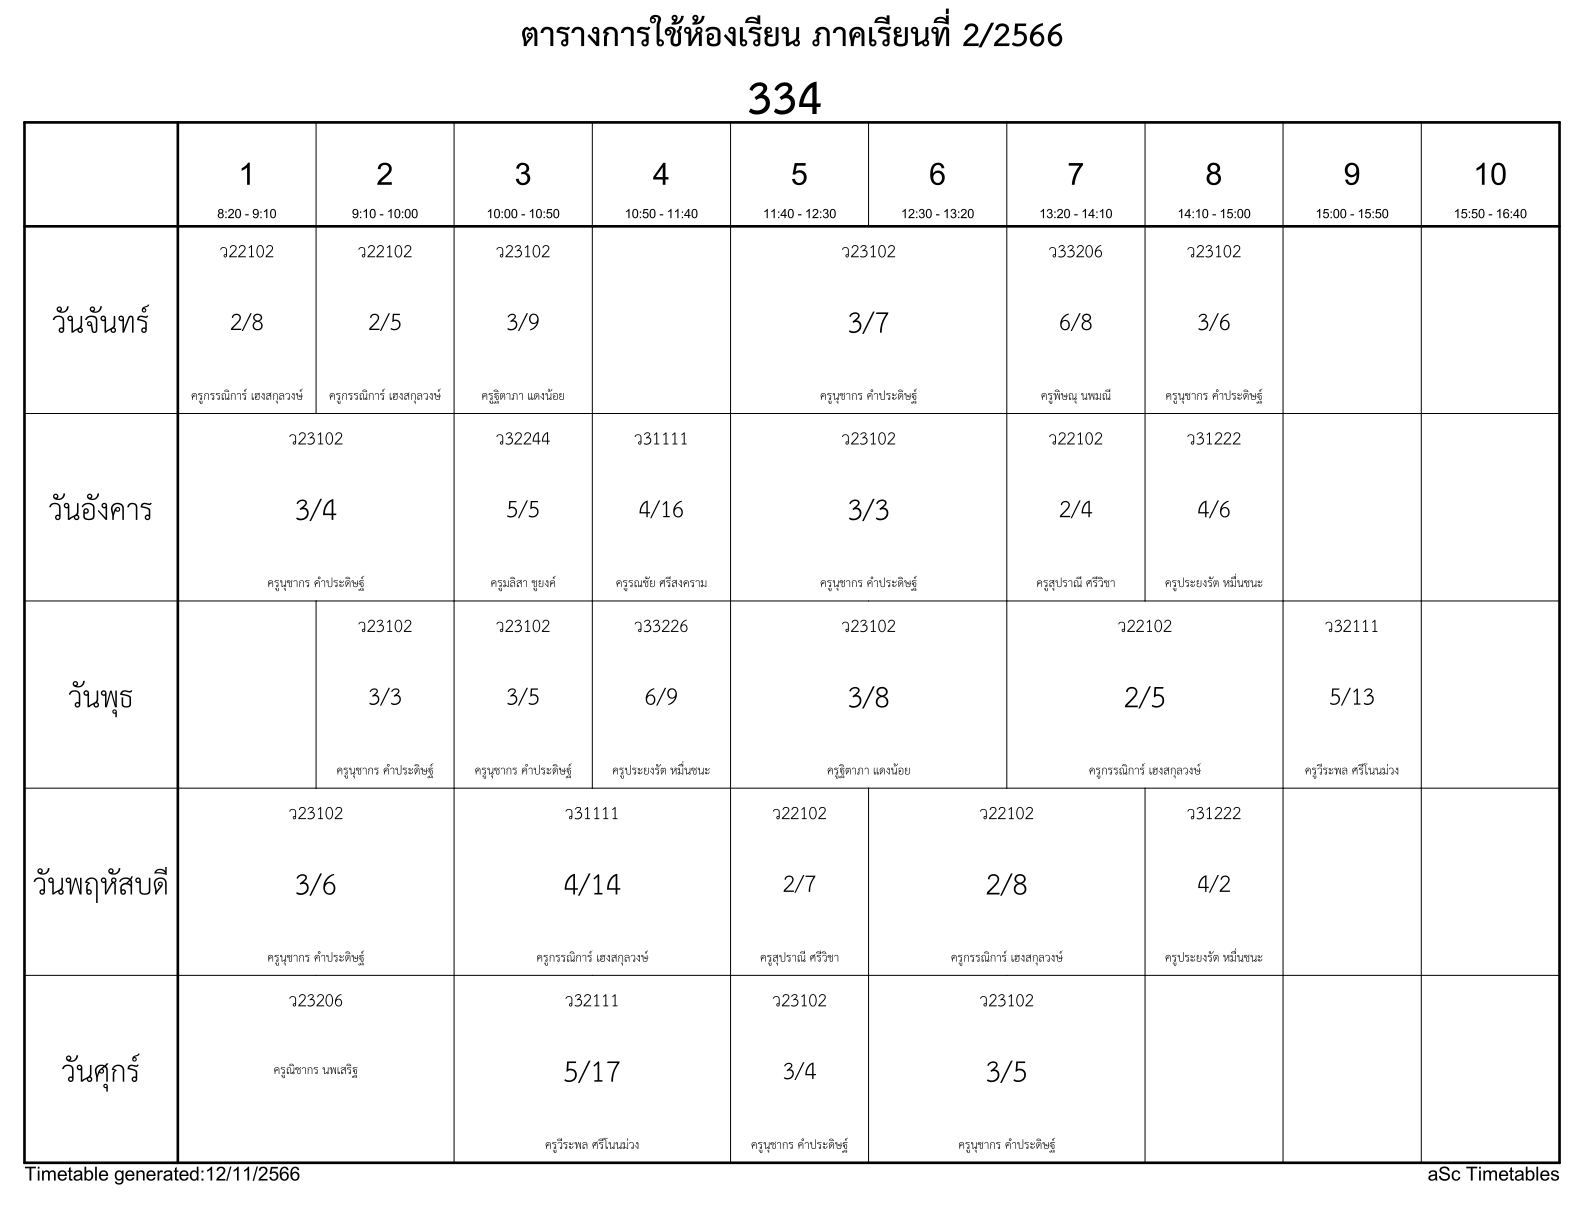 ตารางการใช้ห้องเรียน ภาคเรียนที่ 2/2566
334
1 2 3 4 5 6 7 8 9 10
8:20 - 9:10 9:10 - 10:00 10:00 - 10:50 10:50 - 11:40 11:40 - 12:30 12:30 - 13:20 13:20 - 14:10 14:10 - 15:00 15:00 - 15:50 15:50 - 16:40
ว22102 ว22102 ว23102 ว23102 ว33206 ว23102
วันจันทร์ 2/8 2/5 3/9 3/7 6/8 3/6
ครูกรรณิการ์ เฮงสกุลวงษ์ ครูกรรณิการ์ เฮงสกุลวงษ์ ครูฐิตาภา แดงน้อย ครูนุชากร คำประดิษฐ์ ครูพิษณุ นพมณี ครูนุชากร คำประดิษฐ์
ว23102 ว32244 ว31111 ว23102 ว22102 ว31222
วันอังคาร 3/4 5/5 4/16 3/3 2/4 4/6
ครูนุชากร คำประดิษฐ์ ครูมลิสา ชูยงค์ ครูรณชัย ศรีสงคราม ครูนุชากร คำประดิษฐ์ ครูสุปราณี ศรีวิชา ครูประยงรัต หมื่นชนะ
ว23102 ว23102 ว33226 ว23102 ว22102 ว32111
วันพุธ 3/3 3/5 6/9 3/8 2/5 5/13
ครูนุชากร คำประดิษฐ์ ครูนุชากร คำประดิษฐ์ ครูประยงรัต หมื่นชนะ ครูฐิตาภา แดงน้อย ครูกรรณิการ์ เฮงสกุลวงษ์ ครูวีระพล ศรีโนนม่วง
ว23102 ว31111 ว22102 ว22102 ว31222
วันพฤหัสบดี 3/6 4/14 2/7 2/8 4/2
ครูนุชากร คำประดิษฐ์ ครูกรรณิการ์ เฮงสกุลวงษ์ ครูสุปราณี ศรีวิชา ครูกรรณิการ์ เฮงสกุลวงษ์ ครูประยงรัต หมื่นชนะ
ว23206 ว32111 ว23102 ว23102
วันศุกร์ ครูณิชากร นพเสริฐ 5/17 3/4 3/5
ครูวีระพล ศรีโนนม่วง ครูนุชากร คำประดิษฐ์ ครูนุชากร คำประดิษฐ์
Timetable generated:12/11/2566 aSc Timetables